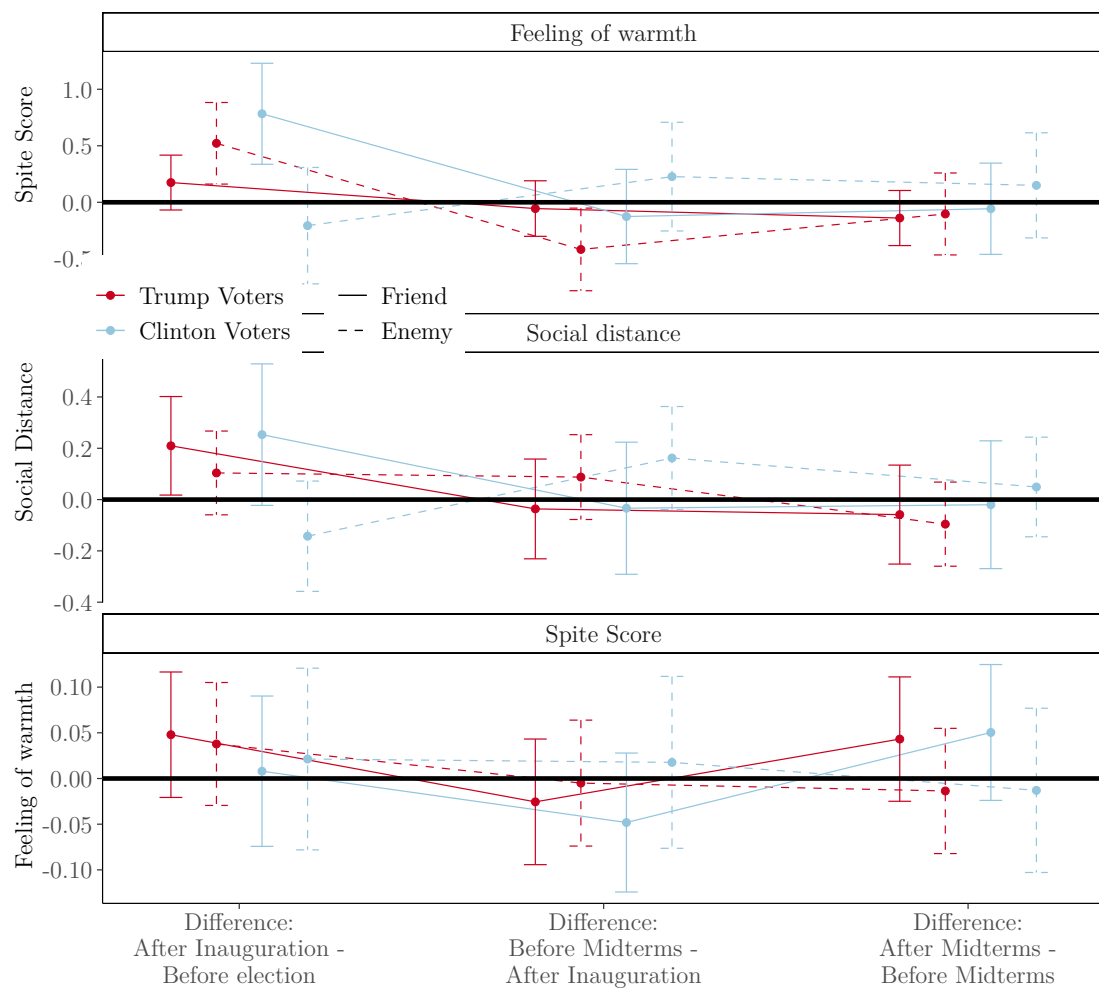 Feeling of warmth
Spite Score
1.0
0.5
0.0
Trump Voters
Clinton Voters
Friend
Enemy
Social distance
Social Distance
0.4
0.2
0.0
-0.2
-0.4
Spite Score
Feeling of warmth
0.10
0.05
0.00
-0.05
-0.10
Difference:
After Inauguration -
Before election
Difference:
Before Midterms -
After Inauguration
Difference:
After Midterms -
Before Midterms